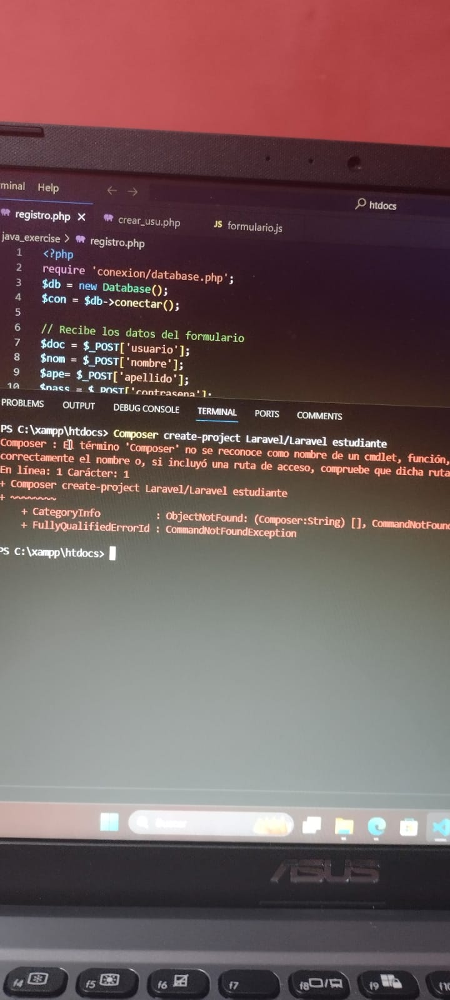 minal Help
htdocs
registro.php crear_usu.php JS formulario.js
java_exercise > registro.php
1 <?php
2 require 'conexion/database.php';
3 $db = new Database();
4 $con = $db->conectar();
5
6 // Recibe los datos del formulario
7 $doc = $_POST['usuario'];
8 $nom = $_POST['nombre'];
9 $ape= $_POST['apellido'];
10 $pass = $_POST['contrasena'];
PROBLEMS OUTPUT DEBUG CONSOLE TERMINAL PORTS COMMENTS
PS C:\xampp\htdocs> Composer create-project Laravel/Laravel estudiante
Composer : El término 'Composer' no se reconoce como nombre de un cmdlet, función,
correctamente el nombre o, si incluyó una ruta de acceso, compruebe que dicha ruta
En línea: 1 Carácter: 1
+ Composer create-project Laravel/Laravel estudiante
+ ~~~~~~~~
+ CategoryInfo : ObjectNotFound: (Composer:String) [], CommandNotFound
+ FullyQualifiedErrorId : CommandNotFoundException
PS C:\xampp\htdocs>
Buscar
ASUS
f4 f5 f6 f7 f8 f9 f10